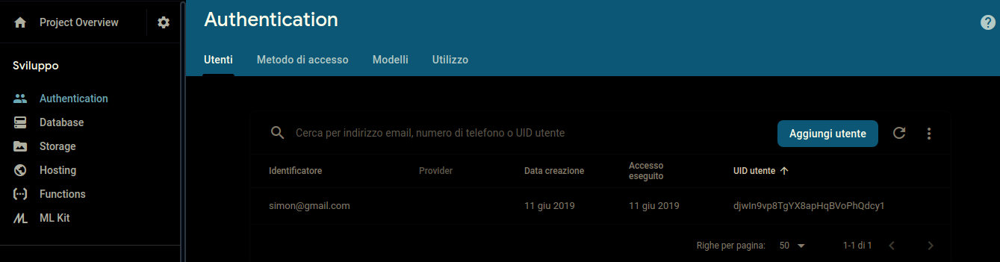 Project Overview
Sviluppo
Authentication
Database
Storage
Hosting
Functions
ML Kit
Authentication
Utenti Metodo di accesso Modelli Utilizzo
Cerca per indirizzo email, numero di telefono o UID utente
Aggiungi utente
Identificatore Provider Data creazione Accesso eseguito UID utente
simon@gmail.com 11 giu 2019 11 giu 2019 djwIn9vp8TgYX8apHqBVoPhQdcy1
Righe per pagina: 50 1-1 di 1